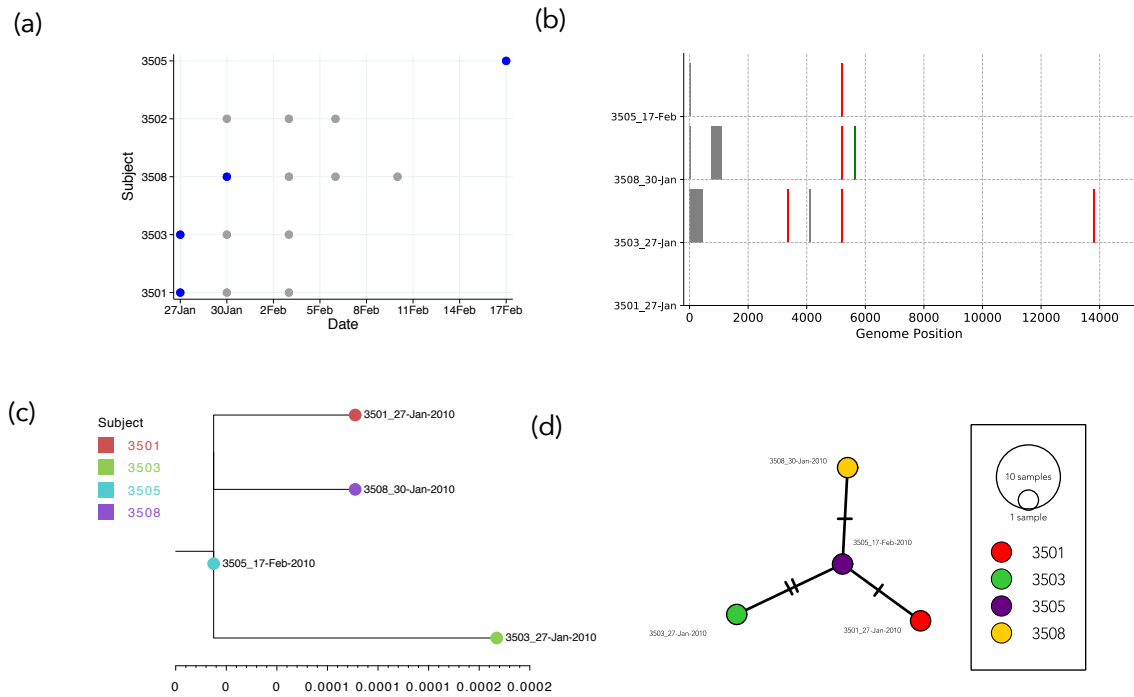 (a)
3505
3502
3508
3503
3501
Subject
27Jan
30Jan
2Feb
5Feb
8Feb
11Feb
14Feb
17Feb
Date
(b)
3505_17-Feb
3508_30-Jan
3503_27-Jan
3501_27-Jan
0
2000
4000
6000
8000
10000
12000
14000
Genome Position
(c)
Subject
3501
3503
3505
3508
3501_27-Jan-2010
3508_30-Jan-2010
3505_17-Feb-2010
3503_27-Jan-2010
0
0
0
0.0001
0.0001
0.0001
0.0002
0.0002
(d)
3508_30-Jan-2010
3505_17-Feb-2010
3503_27-Jan-2010
3501_27-Jan-2010
10 samples
1 sample
3501
3503
3505
3508